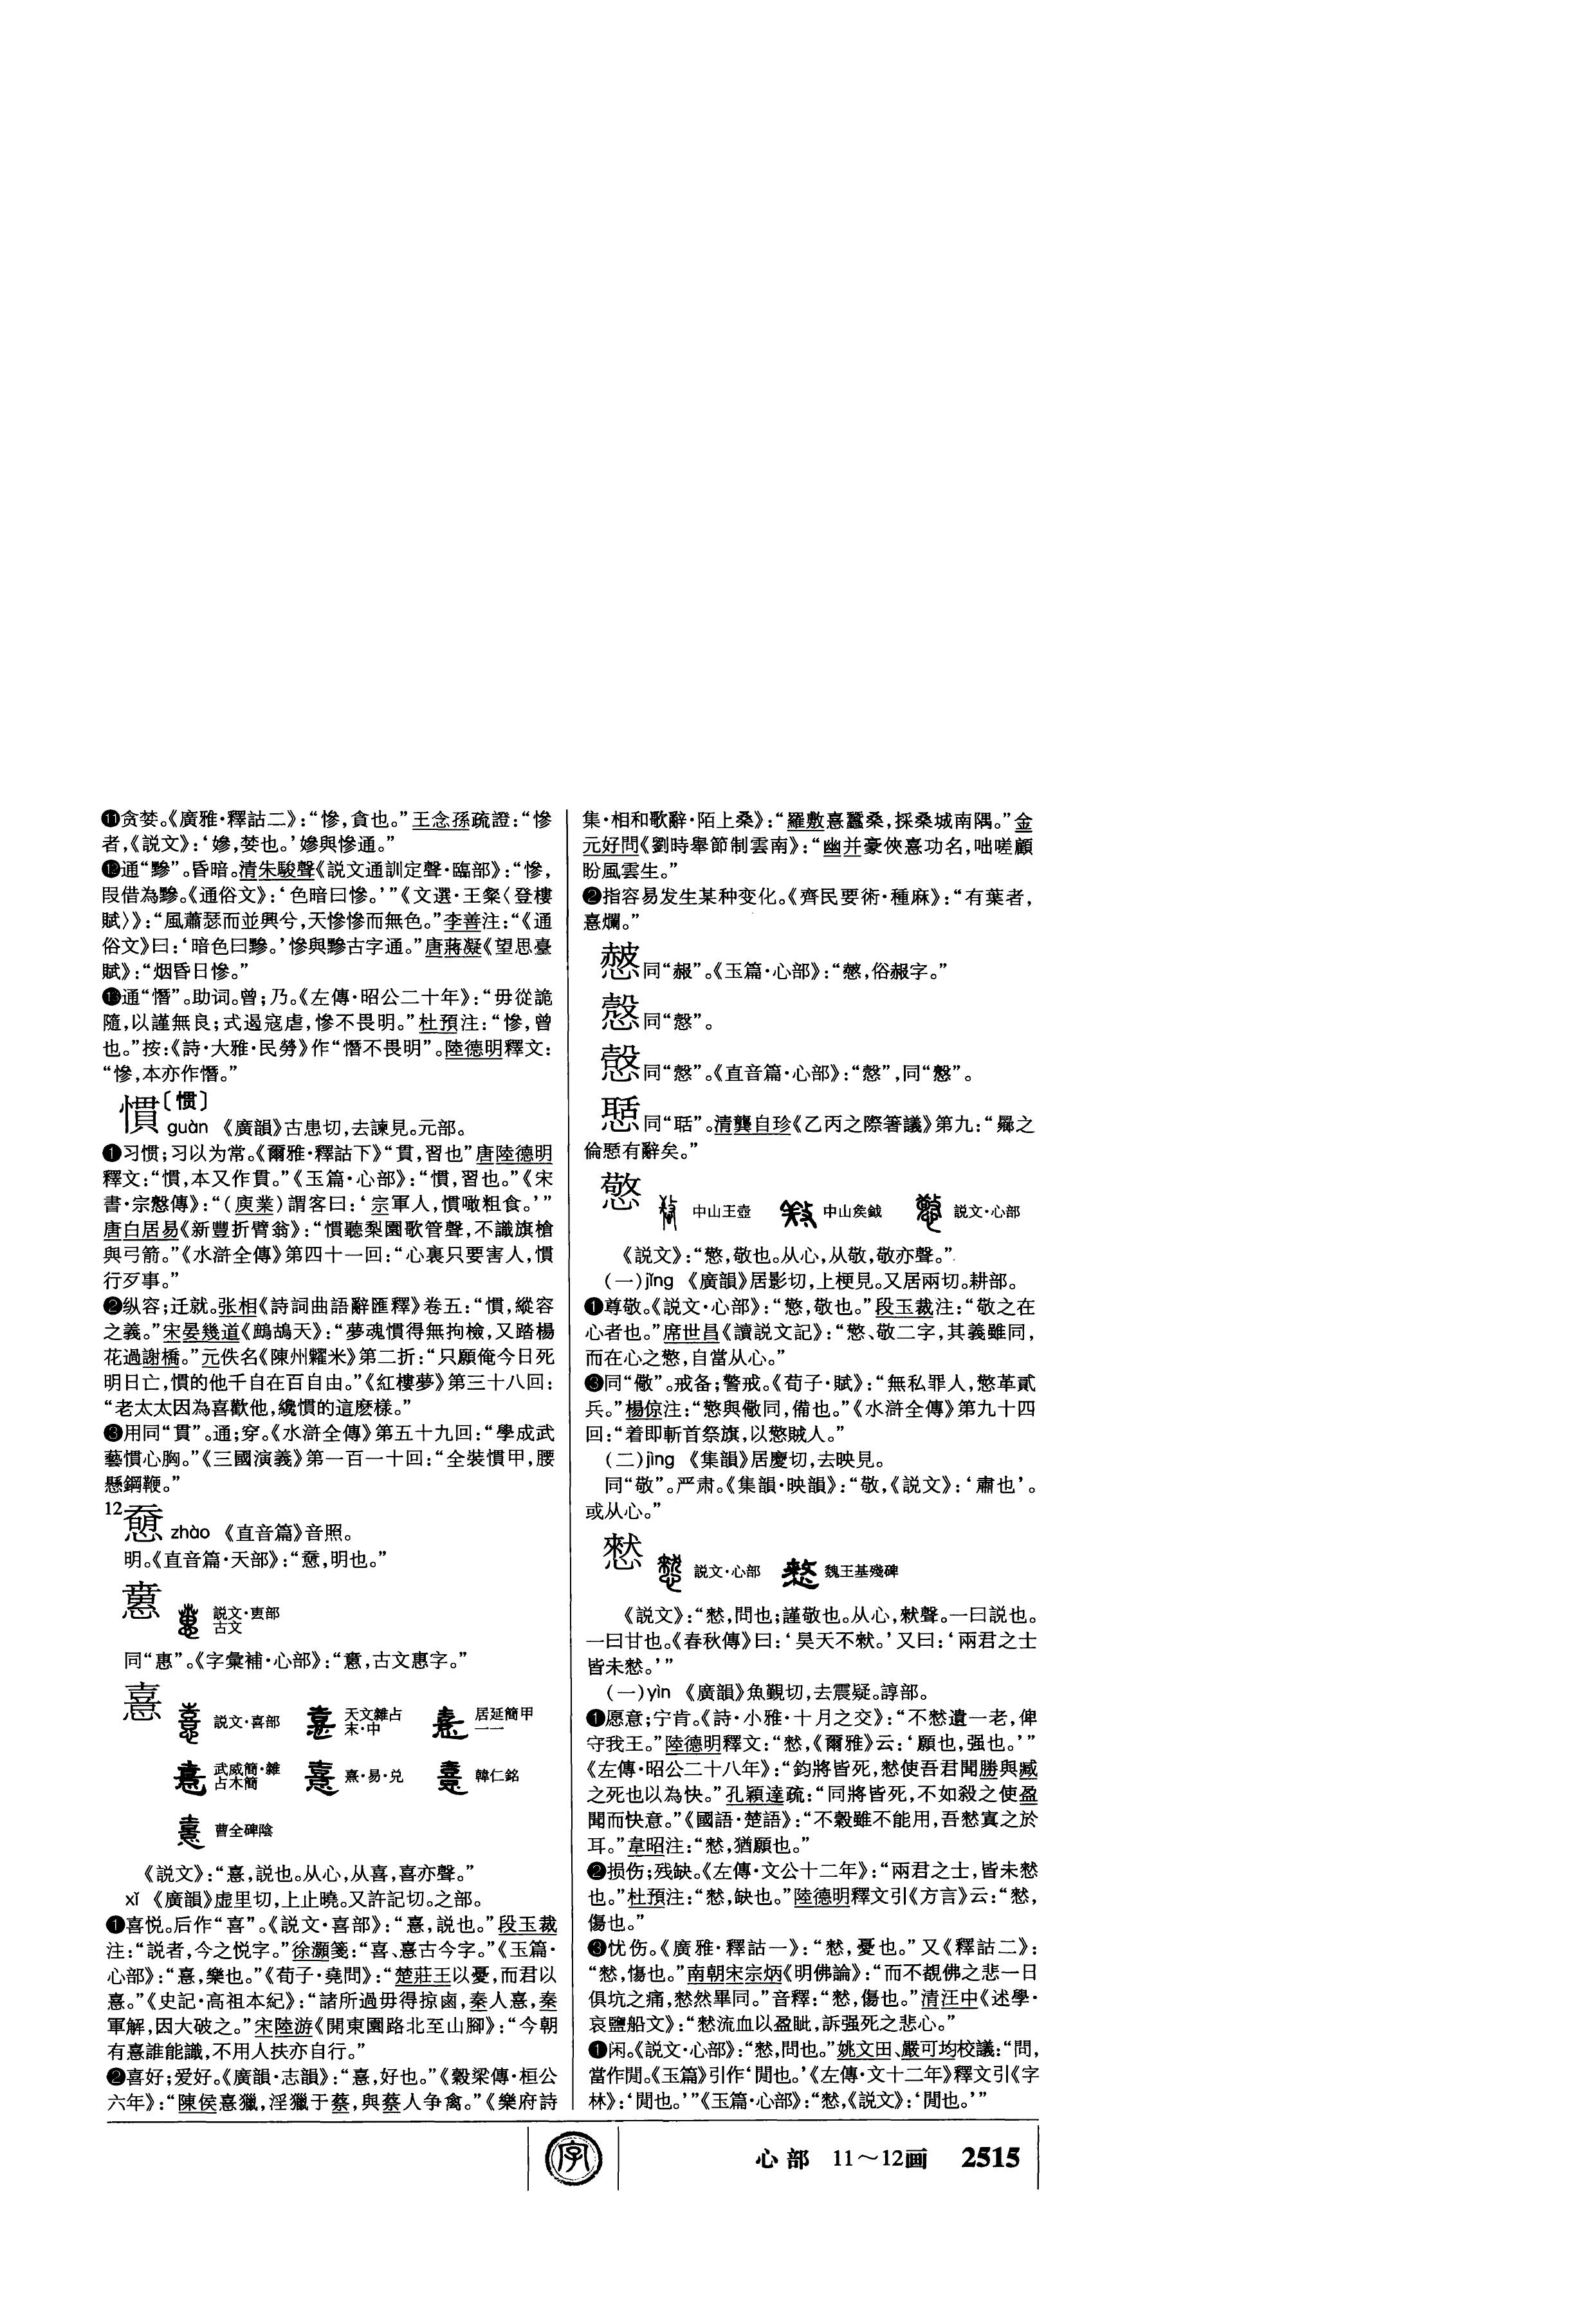 ⓫贪婪。《廣雅·釋詁二》：“慘，貪也。”王念孫疏證：“慘
者，《説文》：‘嫪，婪也。’嫪與慘通。”
⓬通“黲”。昏暗。清朱駿聲《説文通訓定聲·臨部》：“慘，
叚借為黲。《通俗文》：‘色暗曰慘。’”《文選·王粲〈登樓
賦〉》：“風蕭瑟而並興兮，天慘慘而無色。”李善注：“《通
俗文》曰：‘暗色曰黲。’慘與黲古字通。”唐蔣凝《望思臺
賦》：“烟昏日慘。”
⓭通“憯”。助词。曾；乃。《左傳·昭公二十年》：“毋從詭
隨，以謹無良；式遏寇虐，慘不畏明。”杜預注：“慘，曾
也。”按：《詩·大雅·民勞》作“憯不畏明”。陸德明釋文：
“慘，本亦作憯。”
慣〔惯〕
guàn 《廣韻》古患切，去諫見。元部。
❶习惯；习以为常。《爾雅·釋詁下》“貫，習也”唐陸德明
釋文：“慣，本又作貫。”《玉篇·心部》：“慣，習也。”《宋
書·宗慤傳》：“（庾業）謂客曰：‘宗軍人，慣噉粗食。’”
唐白居易《新豐折臂翁》：“慣聽梨園歌管聲，不識旗槍
與弓箭。”《水滸全傳》第四十一回：“心裏只要害人，慣
行歹事。”
❷纵容；迁就。张相《詩詞曲語辭匯釋》卷五：“慣，縱容
之義。”宋晏幾道《鷓鴣天》：“夢魂慣得無拘檢，又踏楊
花過謝橋。”元佚名《陳州糶米》第二折：“只願俺今日死
明日亡，慣的他千自在百自由。”《紅樓夢》第三十八回：
“老太太因為喜歡他，纔慣的這麽樣。”
❸用同“貫”。通；穿。《水滸全傳》第五十九回：“學成武
藝慣心胸。”《三國演義》第一百一十回：“全裝慣甲，腰
懸鋼鞭。”
12
zhào 《直音篇》音照。
明。《直音篇·天部》：“，明也。”
説文·叀部
古文
同“惠”。《字彙補·心部》：“，古文惠字。”
憙 説文·喜部 天文雜占 末·中 居延簡甲 一一
武威簡·雜 占木簡 熹·易·兑 韓仁銘
曹全碑陰
《説文》：“憙，説也。从心，从喜，喜亦聲。”
xǐ 《廣韻》虚里切，上止曉。又許記切。之部。
❶喜悦。后作“喜”。《説文·喜部》：“憙，説也。”段玉裁
注：“説者，今之悦字。”徐灝箋：“喜、憙古今字。”《玉篇·
心部》：“憙，樂也。”《荀子·堯問》：“楚莊王以憂，而君以
憙。”《史記·高祖本紀》：“諸所過毋得掠鹵，秦人憙，秦
軍解，因大破之。”宋陸游《開東園路北至山脚》：“今朝
有憙誰能識，不用人扶亦自行。”
❷喜好；爱好。《廣韻·志韻》：“憙，好也。”《穀梁傳·桓公
六年》：“陳侯憙獵，淫獵于蔡，與蔡人争禽。”《樂府詩
集·相和歌辭·陌上桑》：“羅敷憙蠶桑，採桑城南隅。”金
元好問《劉時舉節制雲南》：“幽并豪俠憙功名，咄嗟顧
盼風雲生。”
❷指容易发生某种变化。《齊民要術·種麻》：“有葉者，
憙爛。”
同“赧”。《玉篇·心部》：“，俗赧字。”
同“慤”。
慤同“慤”。《直音篇·心部》：“慤”，同“慤”。
同“聒”。清龔自珍《乙丙之際箸議》第九：“之
倫有辭矣。”
憼 中山王壺 中山矦鉞 説文·心部
《説文》：“憼，敬也。从心，从敬，敬亦聲。”
（一）jǐng 《廣韻》居影切，上梗見。又居兩切。耕部。
❶尊敬。《説文·心部》：“憼，敬也。”段玉裁注：“敬之在
心者也。”席世昌《讀説文記》：“憼、敬二字，其義雖同，
而在心之憼，自當从心。”
❸同“儆”。戒备；警戒。《荀子·賦》：“無私罪人，憼革貳
兵。”楊倞注：“憼與儆同，備也。”《水滸全傳》第九十四
回：“着即斬首祭旗，以憼賊人。”
（二）jìng 《集韻》居慶切，去映見。
同“敬”。严肃。《集韻·映韻》：“敬，《説文》：‘肅也’。
或从心。”
憖 説文·心部 魏王基殘碑
《説文》：“憖，問也；謹敬也。从心，猌聲。一曰説也。
一曰甘也。《春秋傳》曰：‘昊天不猌。’又曰：‘兩君之士
皆未憖。’”
（一）yìn 《廣韻》魚覲切，去震疑。諄部。
❶愿意；宁肯。《詩·小雅·十月之交》：“不憖遺一老，俾
守我王。”陸德明釋文：“憖，《爾雅》云：‘願也，强也。’”
《左傳·昭公二十八年》：“鈞將皆死，憖使吾君聞勝與臧
之死也以為快。”孔穎達疏：“同將皆死，不如殺之使盈
聞而快意。”《國語·楚語》：“不穀雖不能用，吾憖寘之於
耳。”韋昭注：“憖，猶願也。”
❷损伤；残缺。《左傳·文公十二年》：“兩君之士，皆未憖
也。”杜預注：“憖，缺也。”陸德明釋文引《方言》云：“憖，
傷也。”
❸忧伤。《廣雅·釋詁一》：“憖，憂也。”又《釋詁二》：
“憖，傷也。”南朝宋宗炳《明佛論》：“而不覩佛之悲一日
俱坑之痛，憖然畢同。”音釋：“憖，傷也。”清汪中《述學·
哀鹽船文》：“憖流血以盈眦，訴强死之悲心。”
❶闲。《説文·心部》：“憖，問也。”姚文田、嚴可均校議：“問，
當作閒。《玉篇》引作‘閒也。’《左傳·文十二年》釋文引《字
林》：‘閒也。’”《玉篇·心部》：“憖，《説文》：‘閒也。’”
字 心部 11～12画 2515